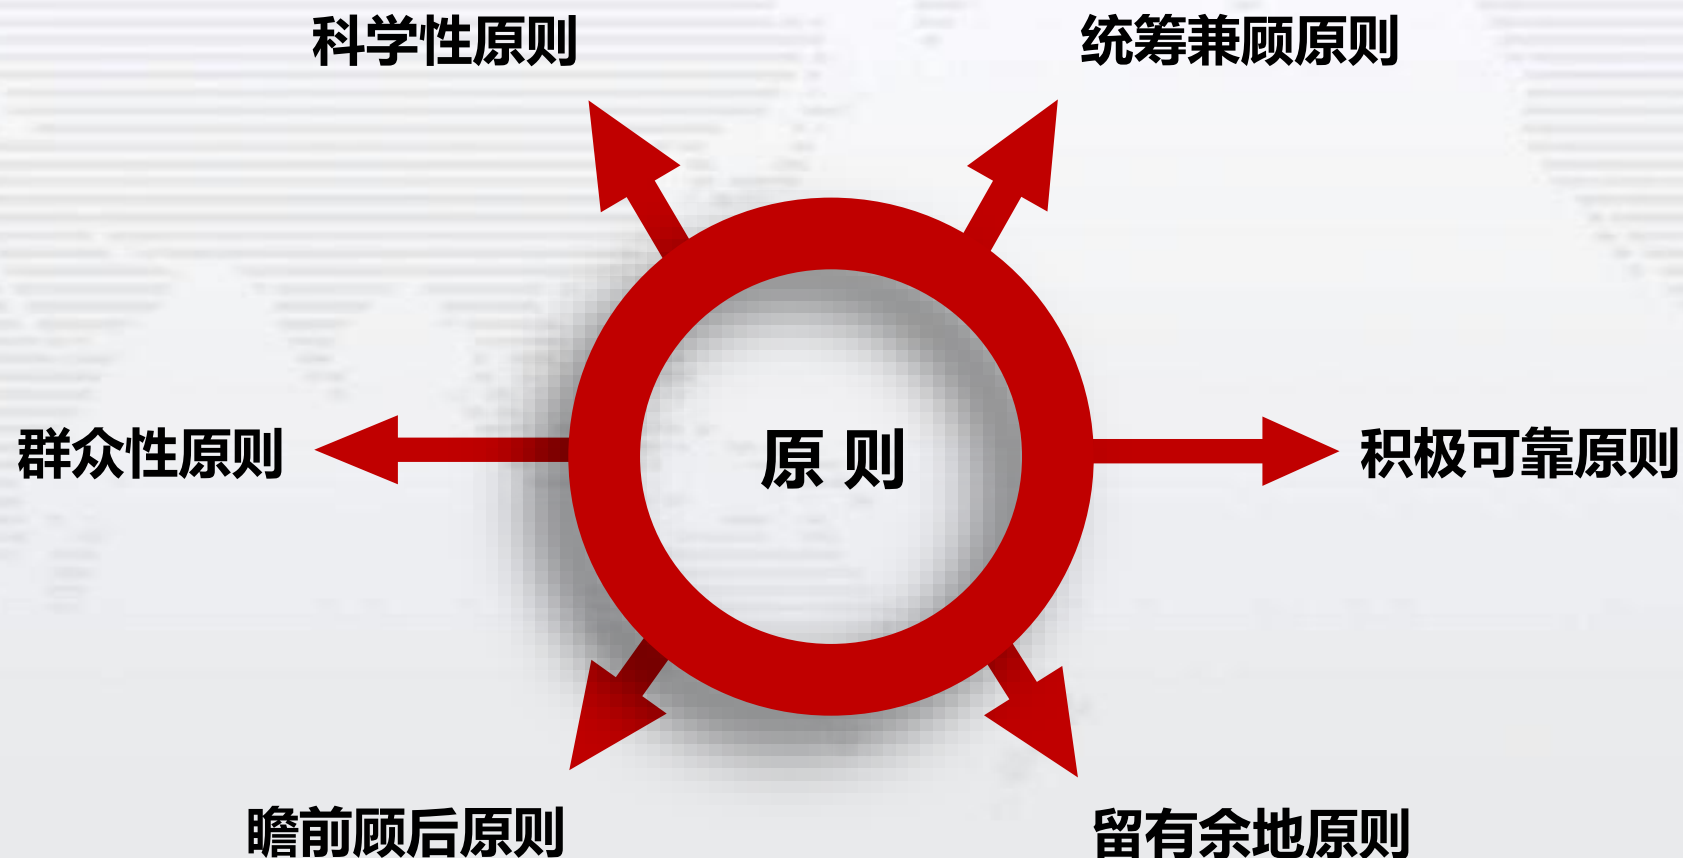 科学性原则
统筹兼顾原则
群众性原则
原 则
积极可靠原则
瞻前顾后原则
留有余地原则